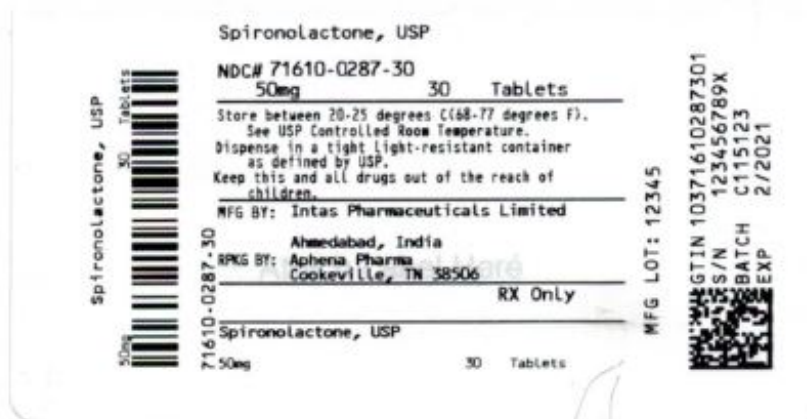 Spironolactone, USP
NDC# 71610-0287-30
50mg 30 Tablets
Store between 20-25 degrees C(68-77 degrees F).
See USP Controlled Room Temperature.
Dispense in a tight light-resistant container
as defined by USP.
Keep this and all drugs out of the reach of
children.
MFG BY: Intas Pharmaceuticals Limited
Ahmedabad, India
RPKG BY: Aphena Pharma
Cookeville, TN 38506
RX Only
Spironolactone, USP
50mg 30 Tablets
Spironolactone, USP
50mg 30 Tablets
71610-0287-30
MFG LOT: 12345
GTIN 10371610287301
S/N 123456789X
BATCH C115123
EXP 2/2021